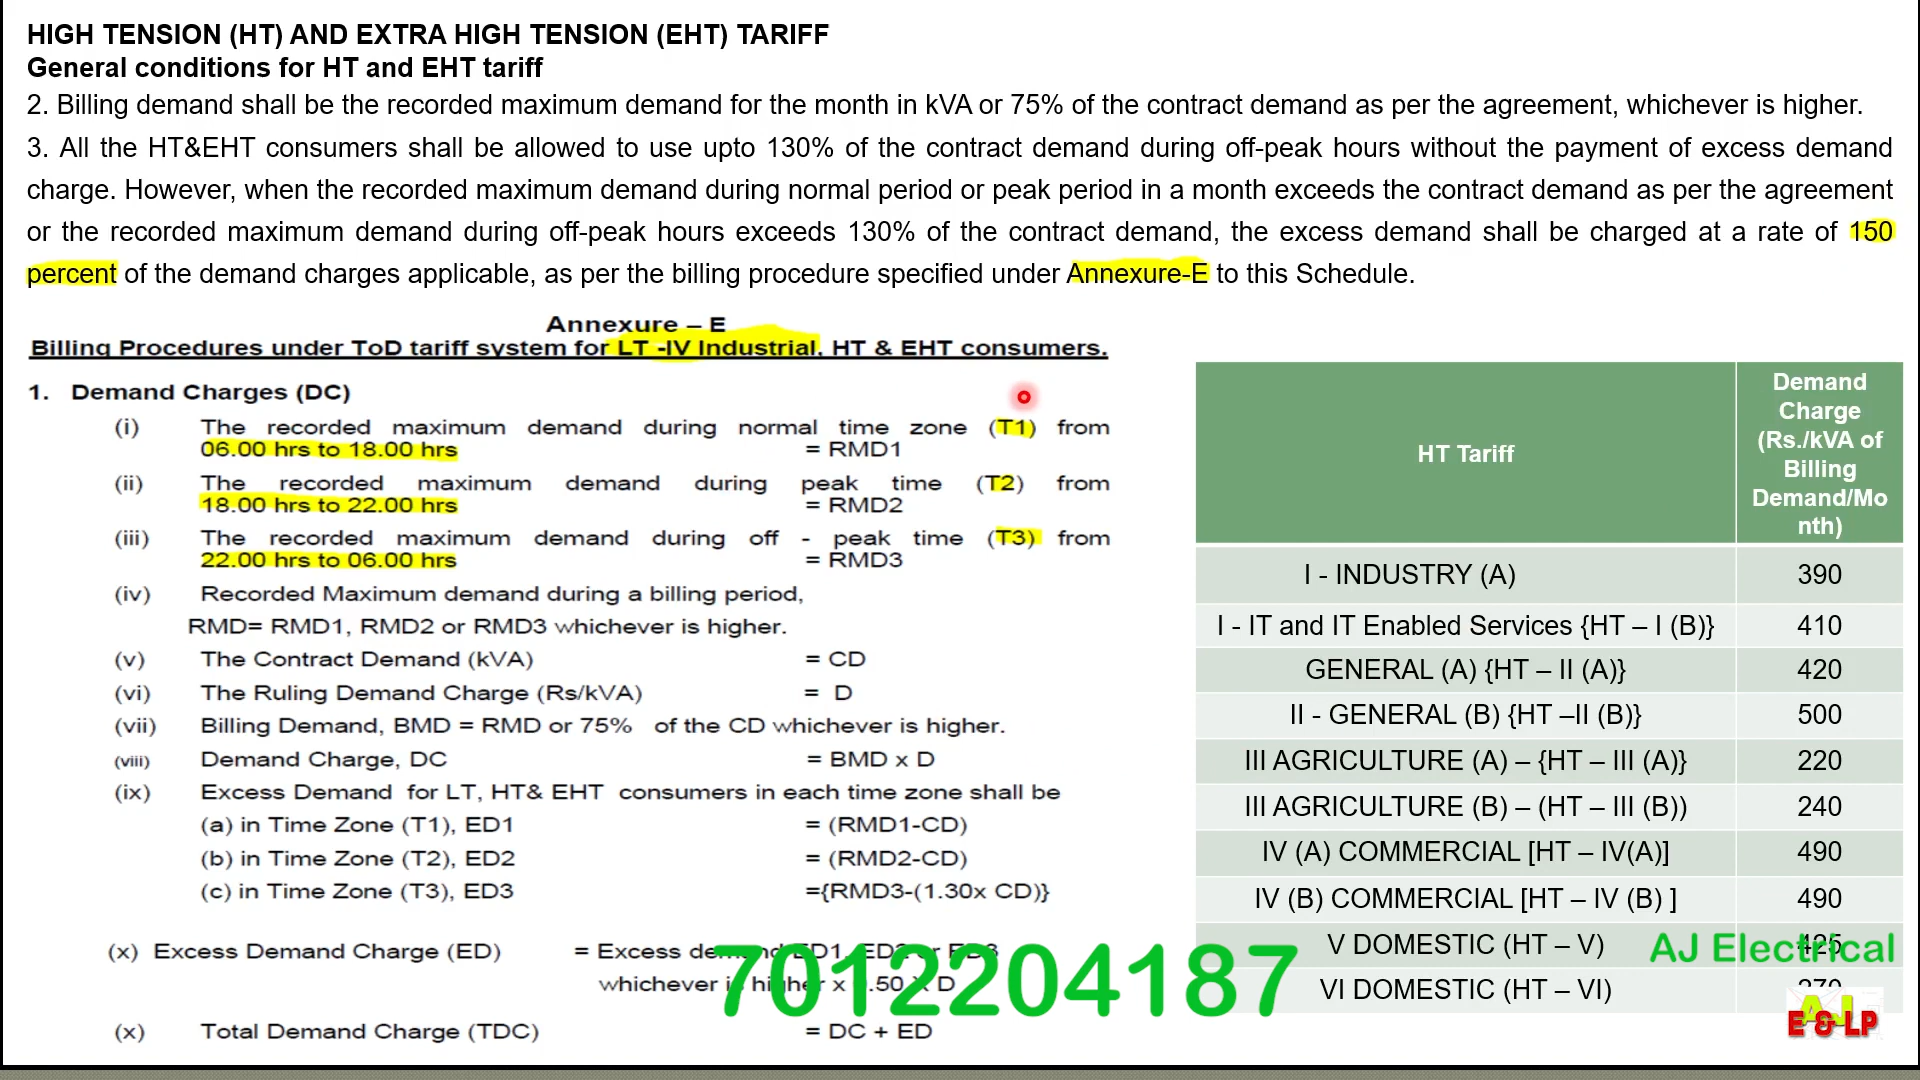 HIGH TENSION (HT) AND EXTRA HIGH TENSION (EHT) TARIFF
General conditions for HT and EHT tariff
2. Billing demand shall be the recorded maximum demand for the month in kVA or 75% of the contract demand as per the agreement, whichever is higher.
3. All the HT&EHT consumers shall be allowed to use upto 130% of the contract demand during off-peak hours without the payment of excess demand
charge. However, when the recorded maximum demand during normal period or peak period in a month exceeds the contract demand as per the agreement
or the recorded maximum demand during off-peak hours exceeds 130% of the contract demand, the excess demand shall be charged at a rate of 150
percent of the demand charges applicable, as per the billing procedure specified under Annexure-E to this Schedule.
Annexure – E
Billing Procedures under ToD tariff system for LT -IV Industrial, HT & EHT consumers.
1. Demand Charges (DC)
(i) The recorded maximum demand during normal time zone (T1) from
06.00 hrs to 18.00 hrs = RMD1
(ii) The recorded maximum demand during peak time (T2) from
18.00 hrs to 22.00 hrs = RMD2
(iii) The recorded maximum demand during off - peak time (T3) from
22.00 hrs to 06.00 hrs = RMD3
(iv) Recorded Maximum demand during a billing period,
RMD= RMD1, RMD2 or RMD3 whichever is higher.
(v) The Contract Demand (kVA) = CD
(vi) The Ruling Demand Charge (Rs/kVA) = D
(vii) Billing Demand, BMD = RMD or 75% of the CD whichever is higher.
(viii) Demand Charge, DC = BMD x D
(ix) Excess Demand for LT, HT& EHT consumers in each time zone shall be
(a) in Time Zone (T1), ED1 = (RMD1-CD)
(b) in Time Zone (T2), ED2 = (RMD2-CD)
(c) in Time Zone (T3), ED3 ={RMD3-(1.30x CD)}
(x) Excess Demand Charge (ED) = Excess demand ED1, ED2 or ED3
whichever is higher x D
(x) Total Demand Charge (TDC) = DC + ED
7012204187
HT Tariff
Demand
Charge
(Rs./kVA of
Billing
Demand/Mo
nth)
I - INDUSTRY (A) 390
I - IT and IT Enabled Services {HT – I (B)} 410
GENERAL (A) {HT – II (A)} 420
II - GENERAL (B) {HT –II (B)} 500
III AGRICULTURE (A) – {HT – III (A)} 220
III AGRICULTURE (B) – (HT – III (B)) 240
IV (A) COMMERCIAL [HT – IV(A)] 490
IV (B) COMMERCIAL [HT – IV (B) ] 490
V DOMESTIC (HT – V) 425
AJ Electrical
VI DOMESTIC (HT – VI)
E & LP